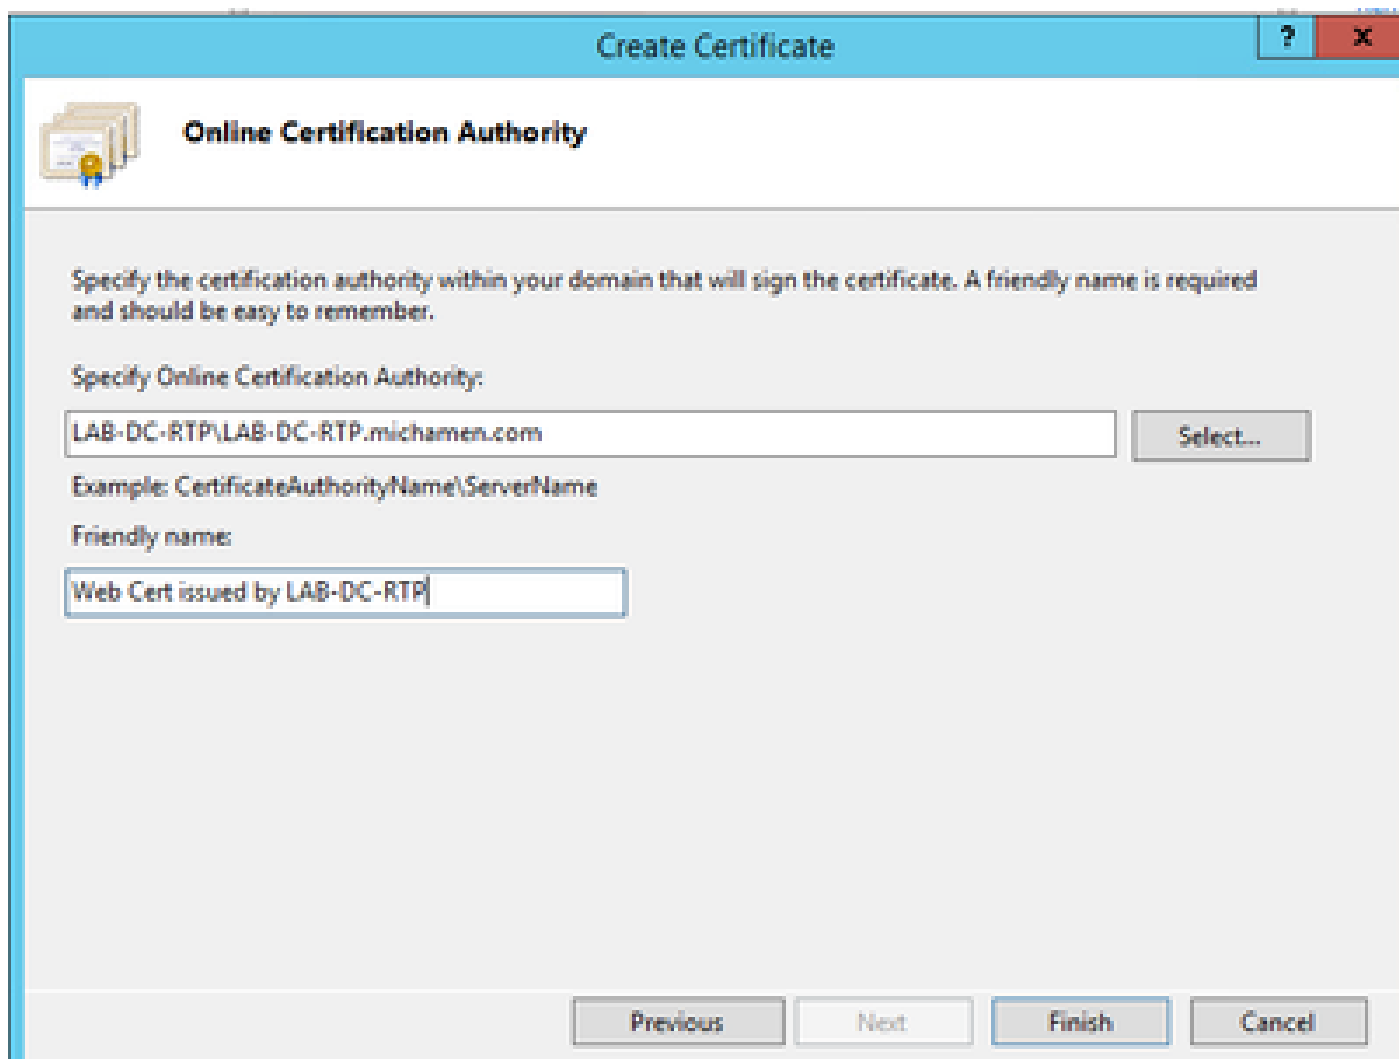 Create Certificate
?
x
Online Certification Authority
Specify the certification authority within your domain that will sign the certificate. A friendly name is required
and should be easy to remember.
Specify Online Certification Authority:
LAB-DC-RTP\LAB-DC-RTP.michamen.com
Select...
Example: CertificateAuthorityName\ServerName
Friendly name:
Web Cert issued by LAB-DC-RTP
Previous
Next
Finish
Cancel